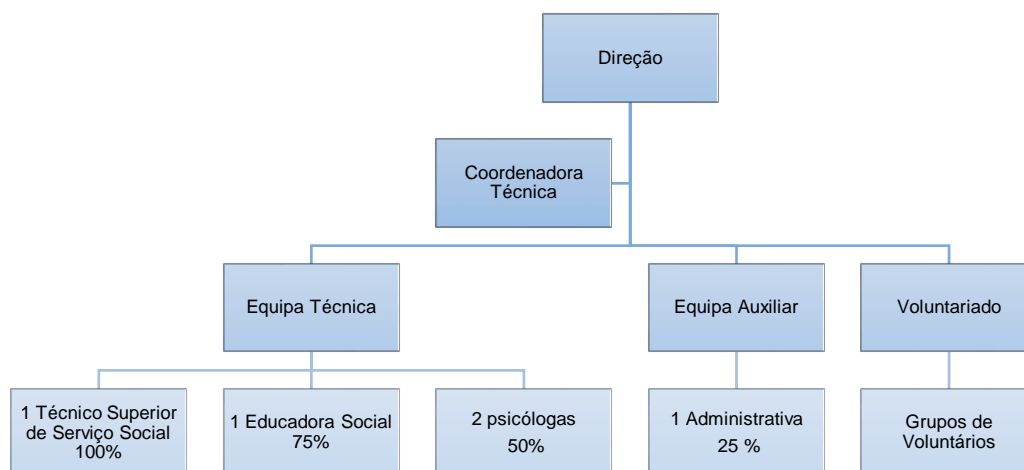 Direção
Coordenadora
Técnica
Equipa Técnica
Equipa Auxiliar
Voluntariado
1 Técnico Superior
de Serviço Social
100%
1 Educadora Social
75%
2 psicólogas
50%
1 Administrativa
25 %
Grupos de
Voluntários